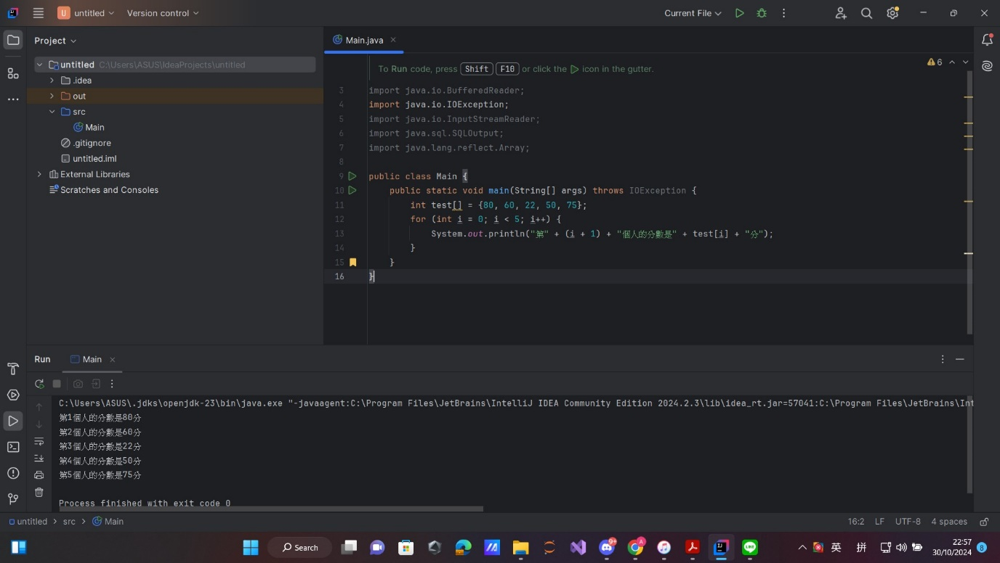 U untitled Version control Current File
Project
Main.java
untitled C:\Users\ASUS\IdeaProjects\untitled
.idea
out
src
Main
.gitignore
untitled.iml
External Libraries
Scratches and Consoles
To Run code, press Shift F10 or click the icon in the gutter.
6
3 import java.io.BufferedReader;
4 import java.io.IOException;
5 import java.io.InputStreamReader;
6 import java.sql.SQLOutput;
7 import java.lang.reflect.Array;
8
9 public class Main {
10 public static void main(String[] args) throws IOException {
11 int test[] = {80, 60, 22, 50, 75};
12 for (int i = 0; i < 5; i++) {
13 System.out.println("第" + (i + 1) + "個人的分數是" + test[i] + "分");
14 }
15 }
16 }
Run Main
C:\Users\ASUS\.jdks\openjdk-23\bin\java.exe "-javaagent:C:\Program Files\JetBrains\IntelliJ IDEA Community Edition 2024.2.3\lib\idea_rt.jar=57041:C:\Program Files\JetBrains\Int
第1個人的分數是80分
第2個人的分數是60分
第3個人的分數是22分
第4個人的分數是50分
第5個人的分數是75分
Process finished with exit code 0
untitled > src > Main 16:2 LF UTF-8 4 spaces
Search 9+ A 英 拼 22:57
30/10/2024 8